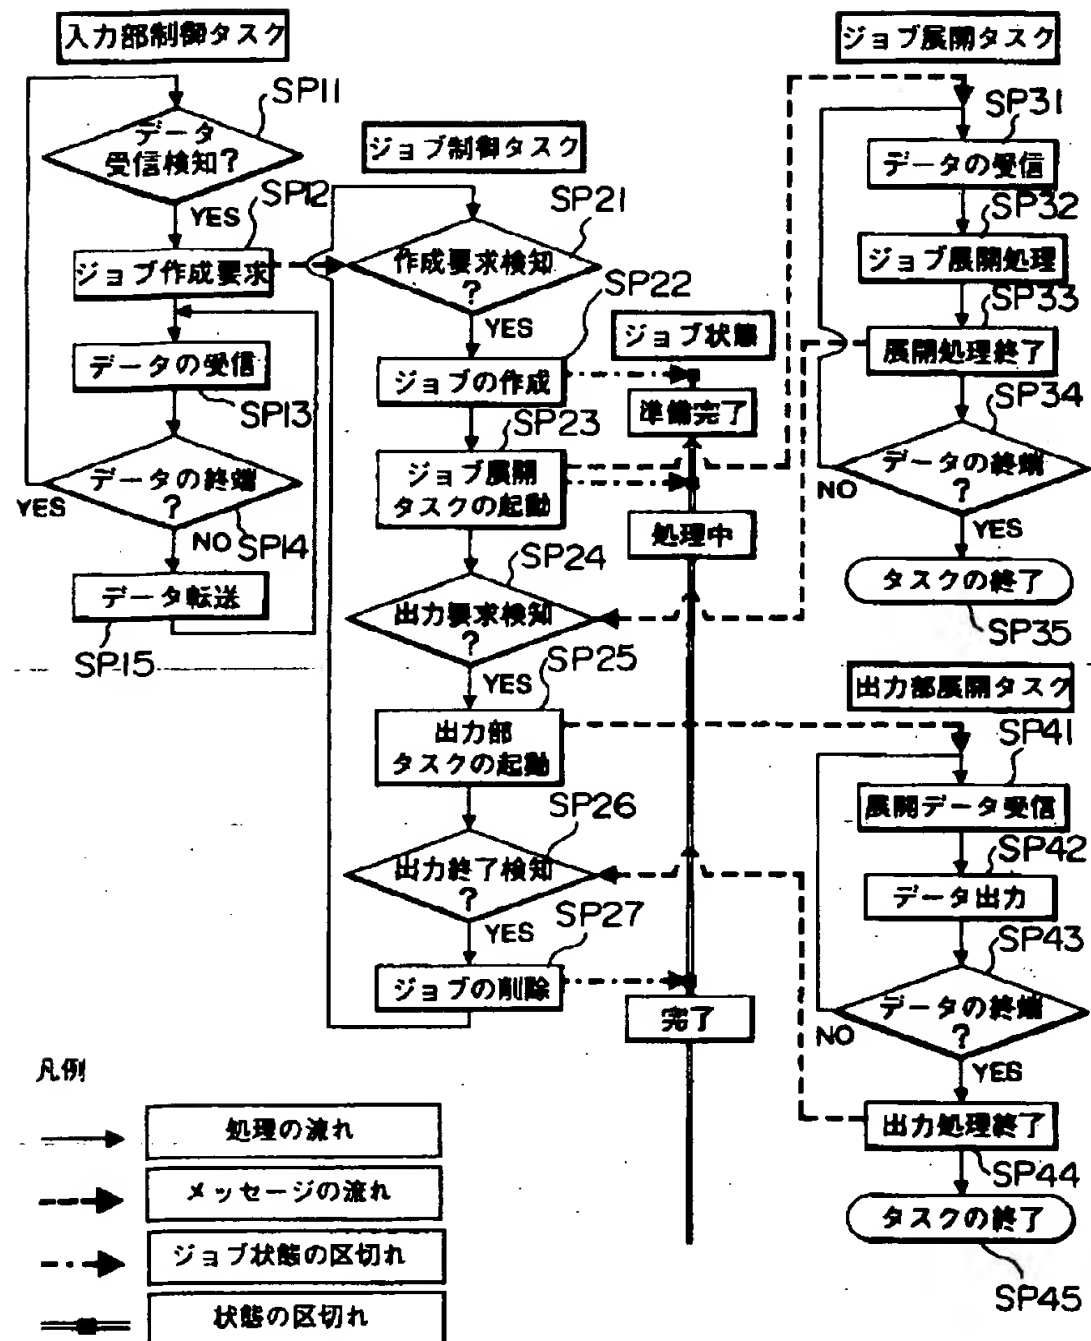 入力部制御タスク
SP11
データ
受信検知?
YES
SP12
ジョブ作成要求
データの受信
SP13
データの終端
?
YES
NO
SP14
データ転送
SP15
ジョブ制御タスク
SP21
作成要求検知
?
YES
SP22
ジョブの作成
SP23
ジョブ展開
タスクの起動
SP24
出力要求検知
?
YES
SP25
出力部
タスクの起動
SP26
出力終了検知
?
YES
SP27
ジョブの削除
ジョブ状態
準備完了
処理中
完了
ジョブ展開タスク
SP31
データの受信
SP32
ジョブ展開処理
SP33
展開処理終了
SP34
データの終端
?
NO
YES
タスクの終了
SP35
出力部展開タスク
SP41
展開データ受信
SP42
データ出力
SP43
データの終端
?
NO
YES
出力処理終了
SP44
タスクの終了
SP45
凡例
処理の流れ
メッセージの流れ
ジョブ状態の区切れ
状態の区切れ